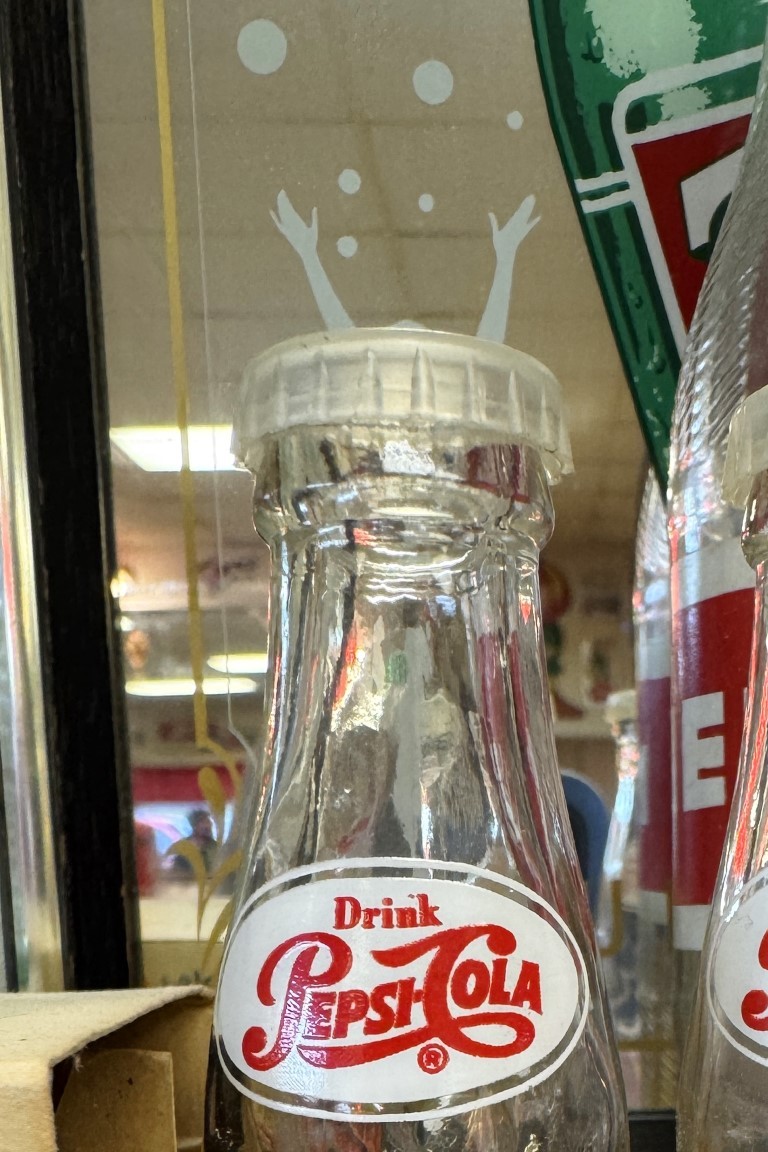 Drink
PEPSI-COLA
®
E